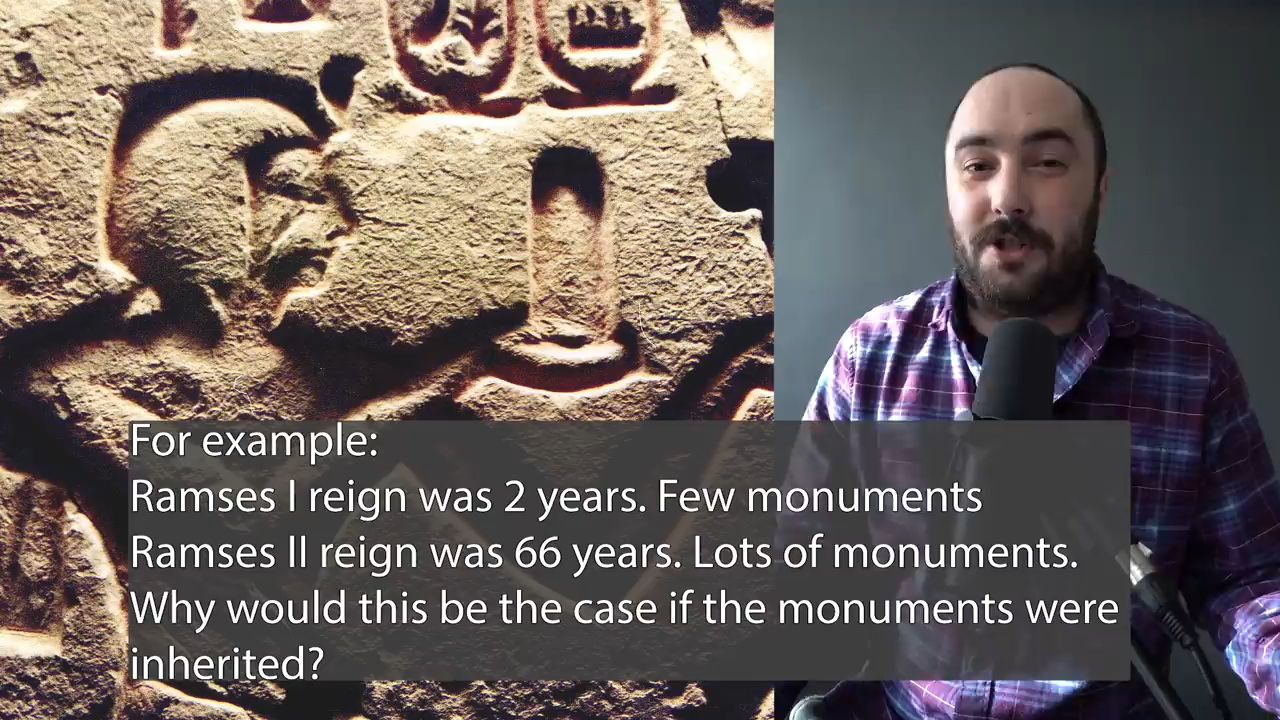 For example:
Ramses I reign was 2 years. Few monuments
Ramses II reign was 66 years. Lots of monuments.
Why would this be the case if the monuments were
inherited?